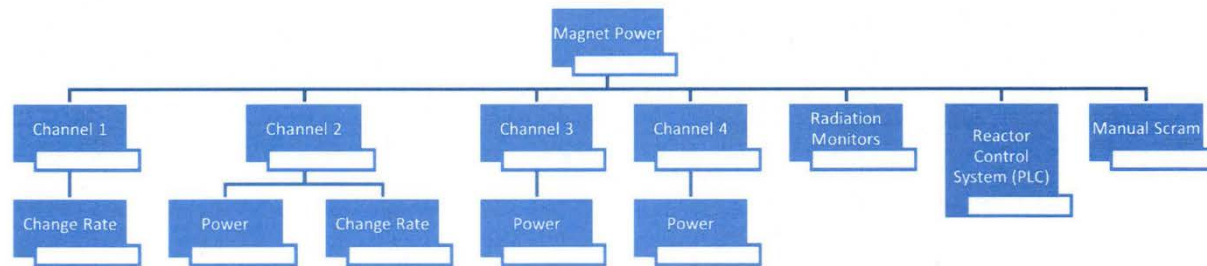 Magnet Power
Channel 1
Channel 2
Channel 3
Channel 4
Radiation
Monitors
Reactor
Control
System (PLC)
Manual Scram
Change Rate
Power
Change Rate
Power
Power